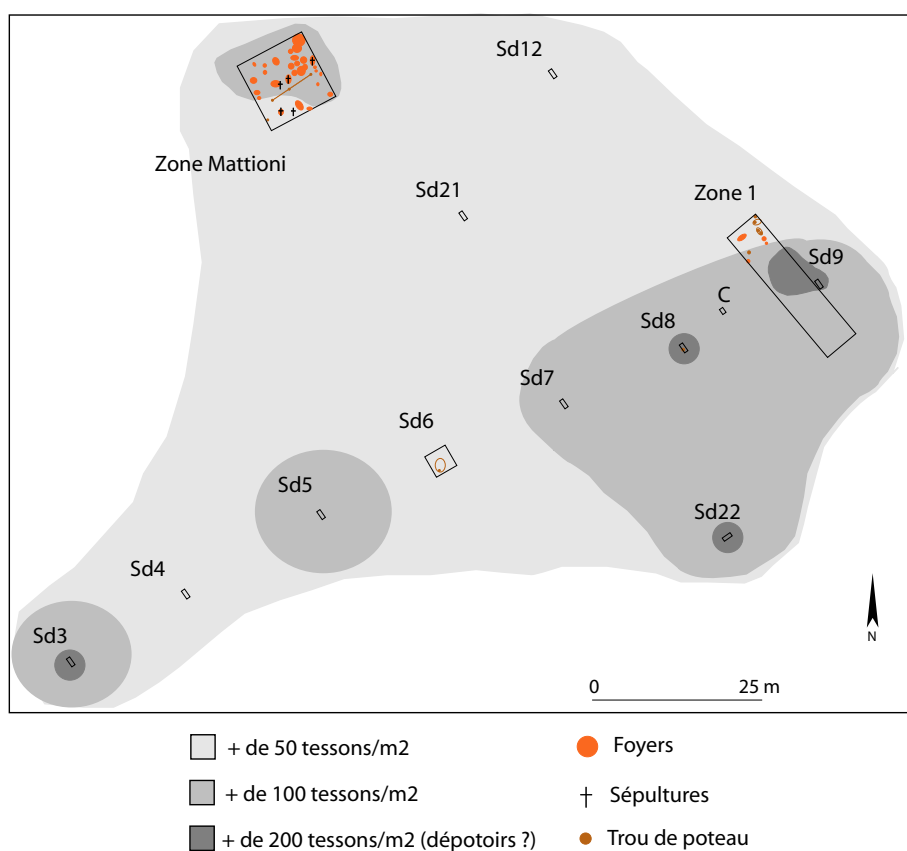 Sd12
Zone Mattioni
Sd21
Zone 1
Sd9
C
Sd8
Sd7
Sd6
Sd5
Sd22
Sd4
Sd3
N
0 25 m
+ de 50 tessons/m2
Foyers
+ de 100 tessons/m2
Sépultures
+ de 200 tessons/m2 (dépotoirs ?)
Trou de poteau